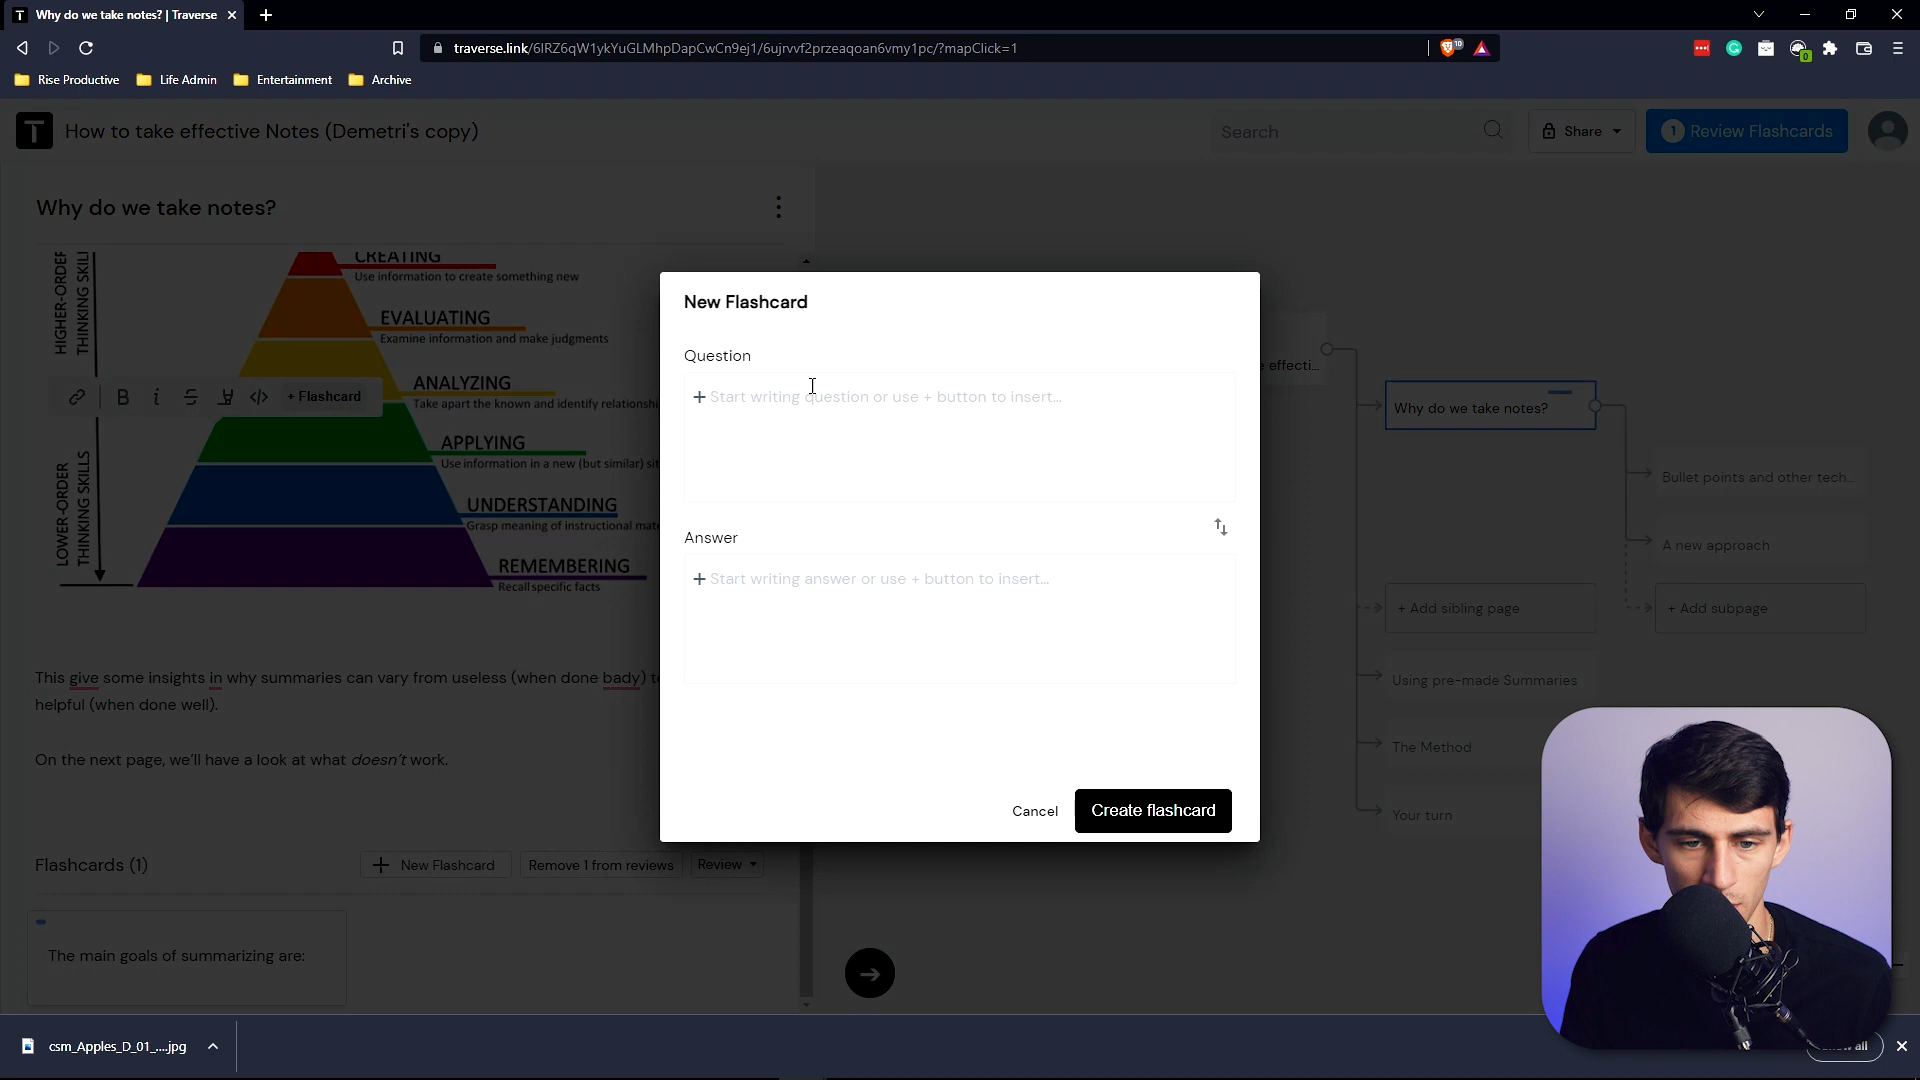 Why do we take notes? | Traverse
traverse.link/6IRZ6qW1ykYuGLMhpDapCwCn9ej1/6ujrvvf2przeaqoan6vmy1pc/?mapClick=1
Rise Productive
Life Admin
Entertainment
Archive
T How to take effective Notes (Demetri's copy)
Search
Share
1 Review Flashcards
Why do we take notes?
HIGHER-ORDER
THINKING SKILL
CREATING
Use information to create something new
EVALUATING
Examine information and make judgments
ANALYZING
Take apart the known and identify relationshi
+ Flashcard
APPLYING
Use information in a new (but similar) sit
LOWER-ORDER
THINKING SKILLS
UNDERSTANDING
Grasp meaning of instructional mate
REMEMBERING
Recall specific facts
This give some insights in why summaries can vary from useless (when done bady) to
helpful (when done well).
On the next page, we'll have a look at what doesn't work.
Flashcards (1)
+ New Flashcard
Remove 1 from reviews
Review
The main goals of summarizing are:
New Flashcard
Question
+ Start writing question or use + button to insert...
Answer
+ Start writing answer or use + button to insert...
Cancel
Create flashcard
e effecti...
Why do we take notes?
Bullet points and other tech...
A new approach
+ Add sibling page
+ Add subpage
Using pre-made Summaries
The Method
Your turn
csm_Apples_D_01_....jpg
all